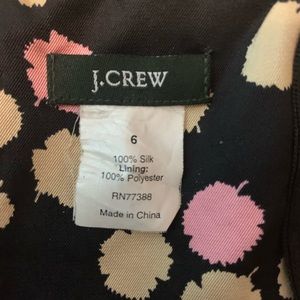 J.CREW
6
100% Silk
Lining:
100% Polyester
RN77388
Made in China